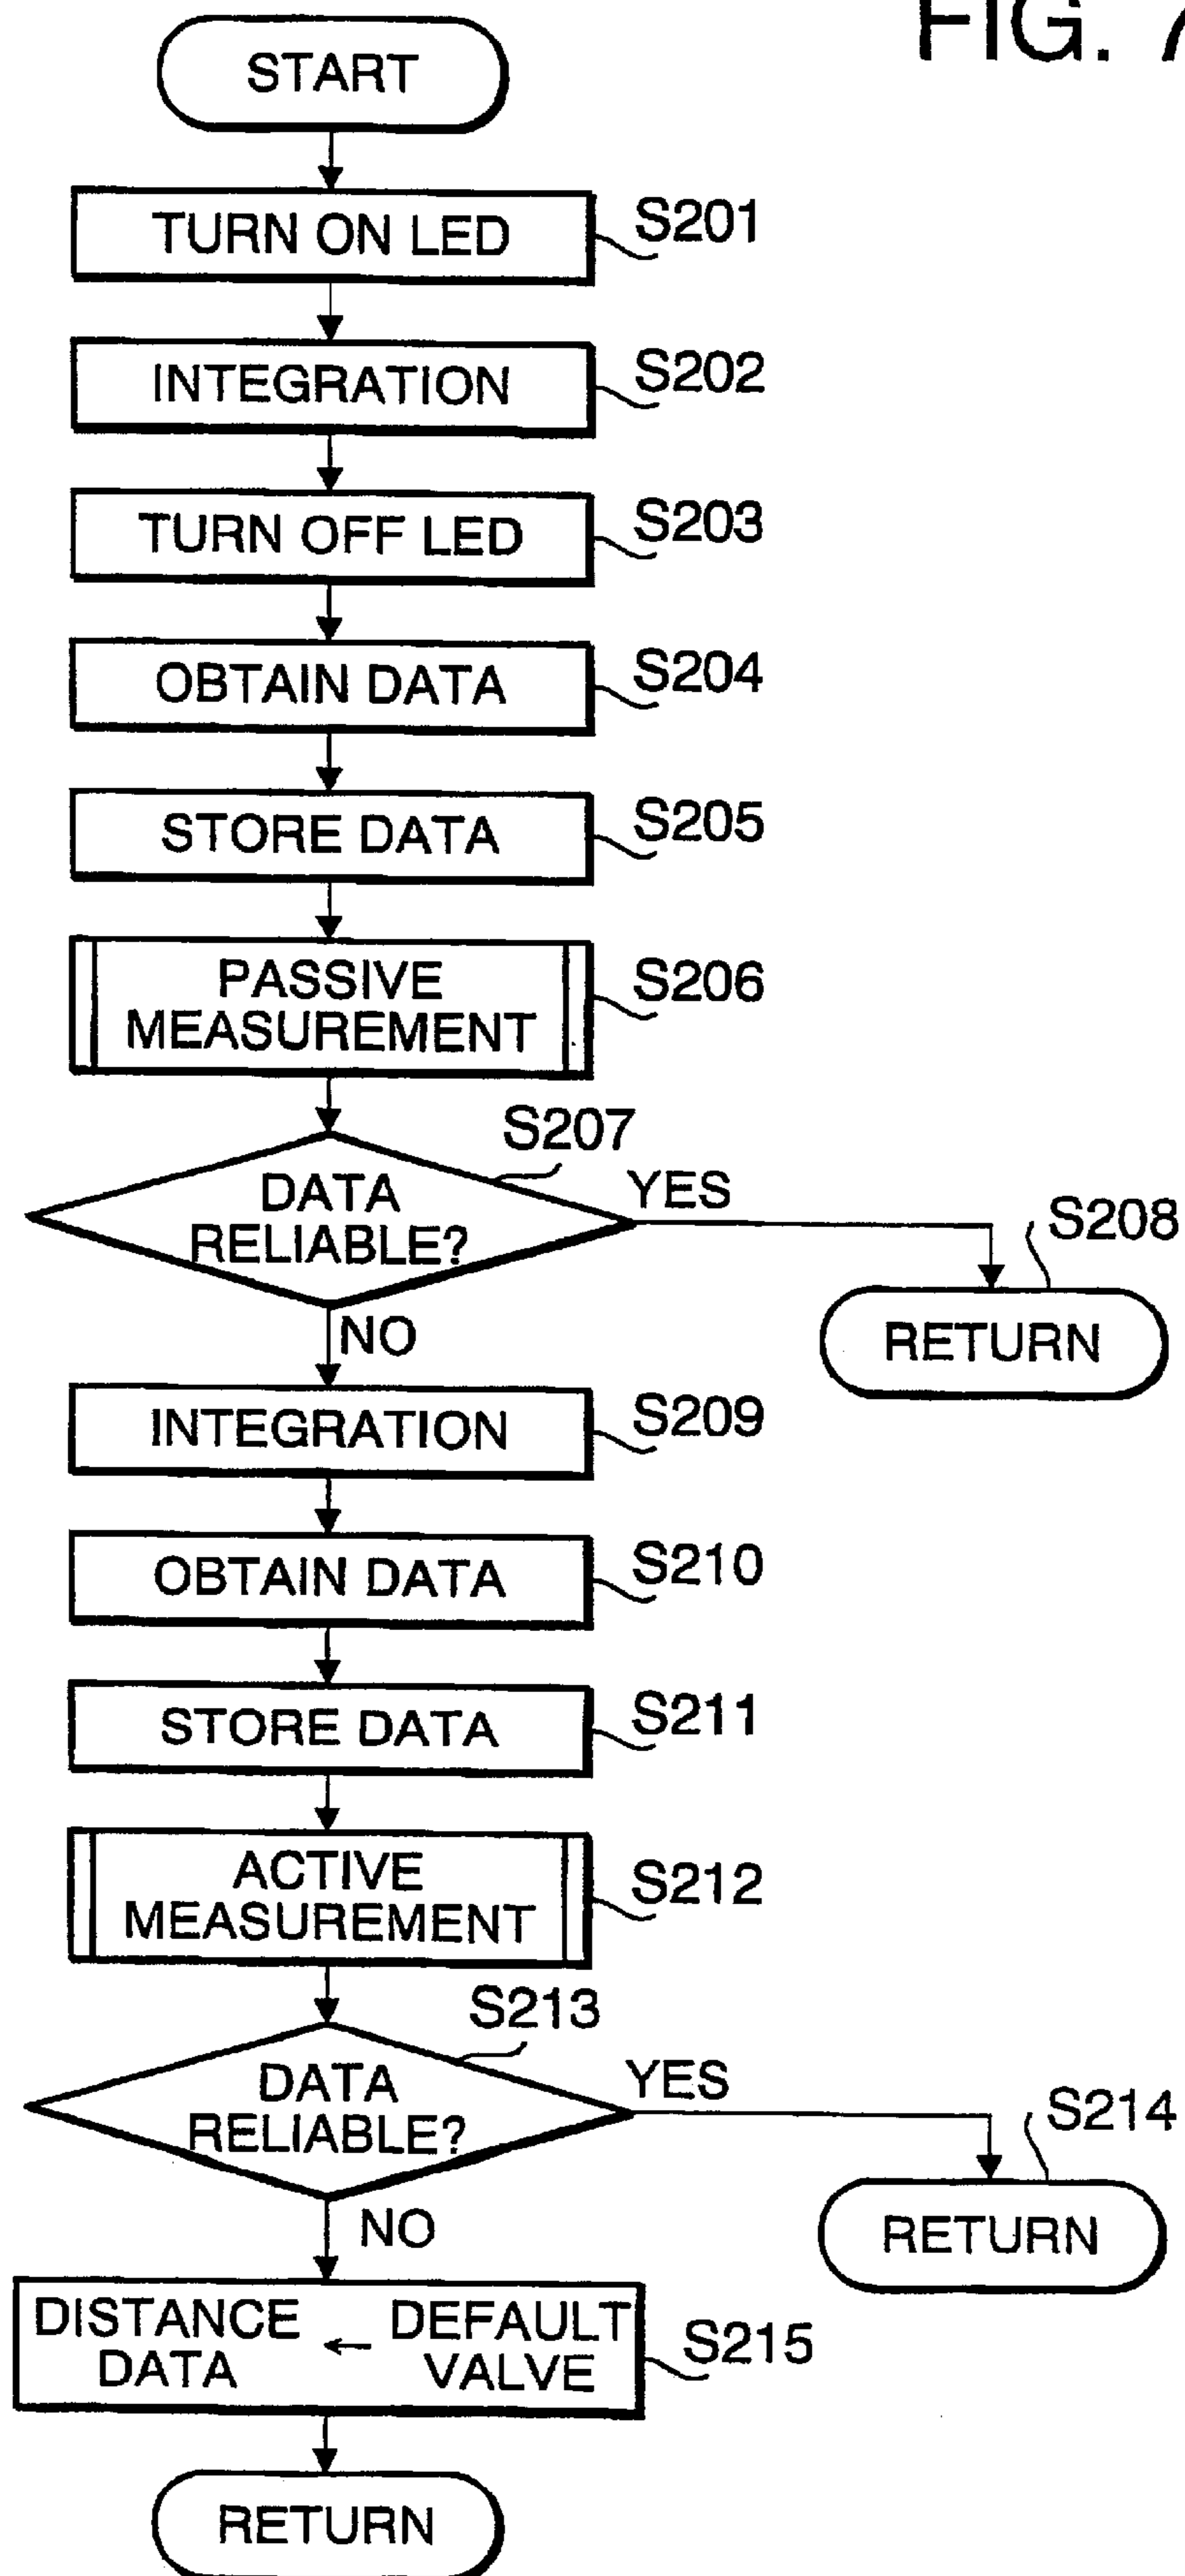 FIG. 7
START
TURN ON LED
S201
INTEGRATION
S202
TURN OFF LED
S203
OBTAIN DATA
S204
STORE DATA
S205
PASSIVE
MEASUREMENT
S206
S207
DATA
RELIABLE?
YES
S208
RETURN
NO
INTEGRATION
S209
OBTAIN DATA
S210
STORE DATA
S211
ACTIVE
MEASUREMENT
S212
S213
DATA
RELIABLE?
YES
S214
RETURN
NO
DISTANCE ← DEFAULT
DATA VALVE
S215
RETURN